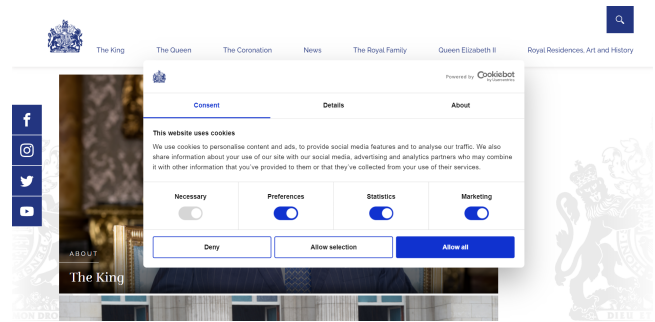 The King
The Queen
The Coronation
News
The Royal Family
Queen Elizabeth II
Royal Residences, Art and History
Powered by Cookiebot
by Usercentrics
Consent
Details
About
This website uses cookies
We use cookies to personalise content and ads, to provide social media features and to analyse our traffic. We also
share information about your use of our site with our social media, advertising and analytics partners who may combine
it with other information that you've provided to them or that they've collected from your use of their services.
Necessary
Preferences
Statistics
Marketing
Deny
Allow selection
Allow all
ABOUT
The King
DIEU ET